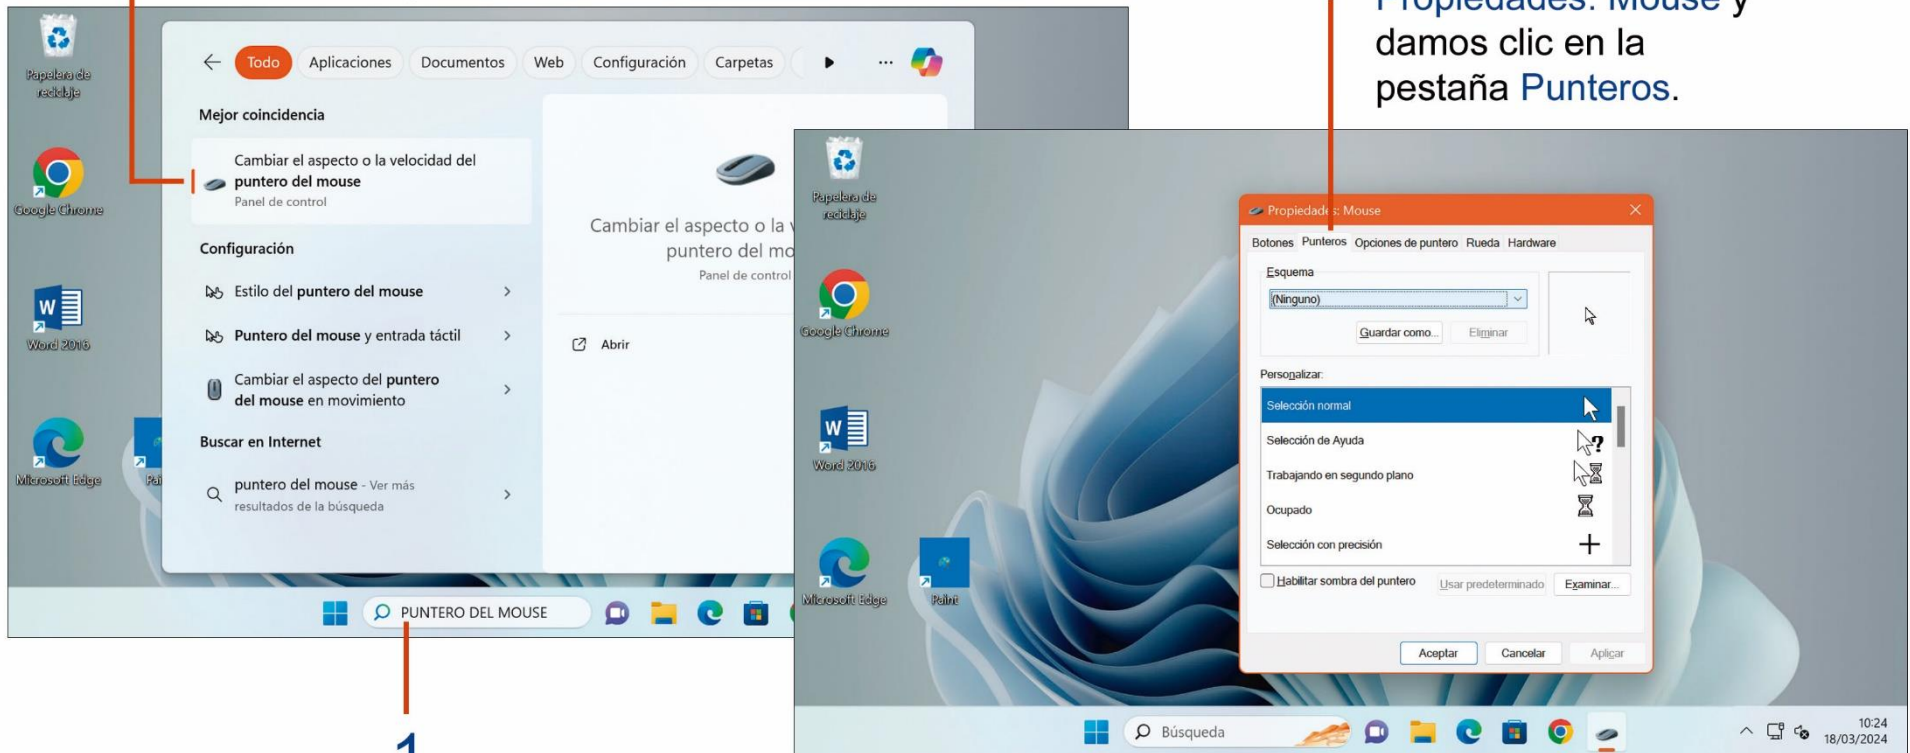 Propiedades: Mouse y
damos clic en la
pestaña Punteros.
Papelera de
reciclaje
Google Chrome
Word 2016
Microsoft Edge
Todo Aplicaciones Documentos Web Configuración Carpetas ...
Mejor coincidencia
Cambiar el aspecto o la velocidad del
puntero del mouse
Panel de control
Configuración
Estilo del puntero del mouse
Puntero del mouse y entrada táctil
Cambiar el aspecto del puntero
del mouse en movimiento
Buscar en Internet
puntero del mouse - Ver más
resultados de la búsqueda
Cambiar el aspecto o la
puntero del mo
Panel de control
Abrir
PUNTERO DEL MOUSE
1
Papelera de
reciclaje
Google Chrome
Word 2016
Microsoft Edge
Paint
Propiedades: Mouse
Botones Punteros Opciones de puntero Rueda Hardware
Esquema
(Ninguno)
Guardar como... Eliminar
Personalizar:
Selección normal
Selección de Ayuda
Trabajando en segundo plano
Ocupado
Selección con precisión
Habilitar sombra del puntero Usar predeterminado Examinar...
Aceptar Cancelar Aplicar
Búsqueda
10:24
18/03/2024